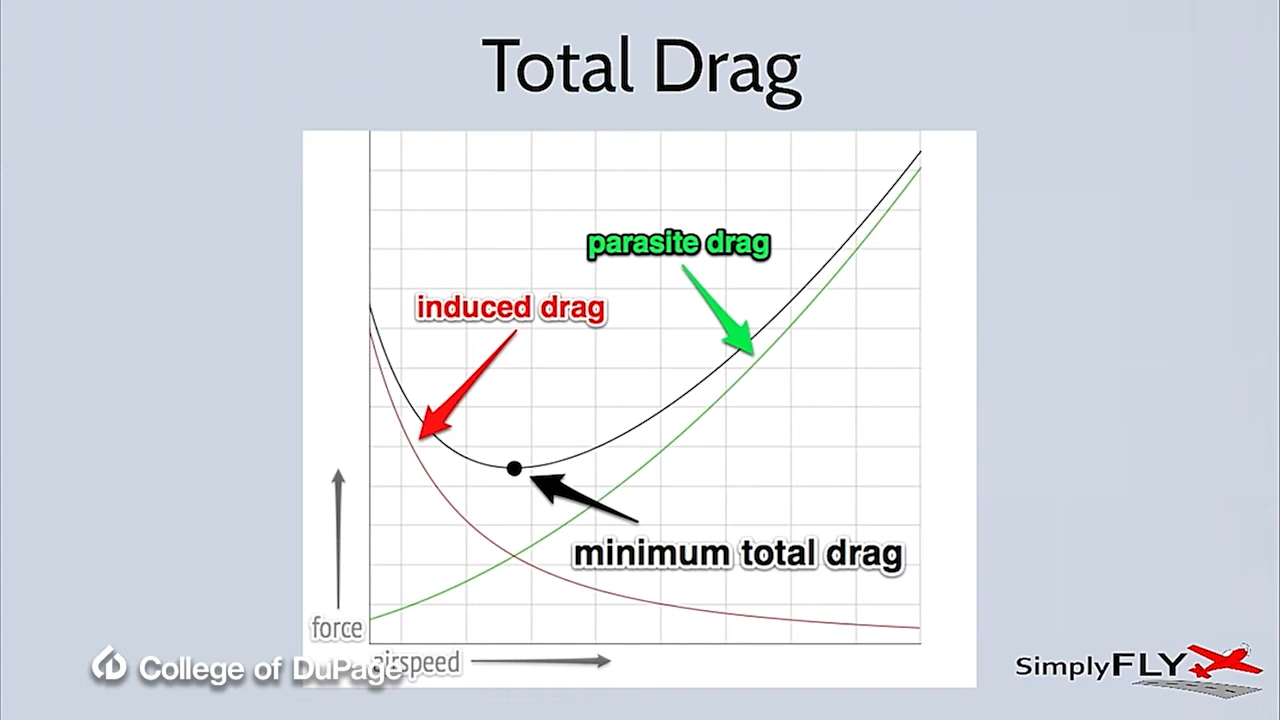 Total Drag
parasite drag
induced drag
minimum total drag
force
airspeed
College of DuPage
SimplyFLY